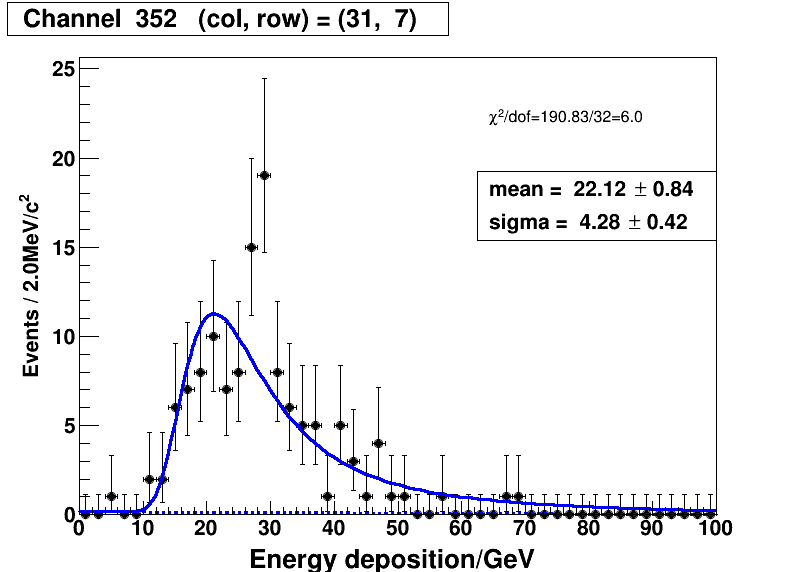 Channel 352 (col, row) = (31, 7)
χ²/dof=190.83/32=6.0
mean = 22.12 ± 0.84
sigma = 4.28 ± 0.42
Events / 2.0MeV/c²
25
20
15
10
5
0
0 10 20 30 40 50 60 70 80 90 100
Energy deposition/GeV